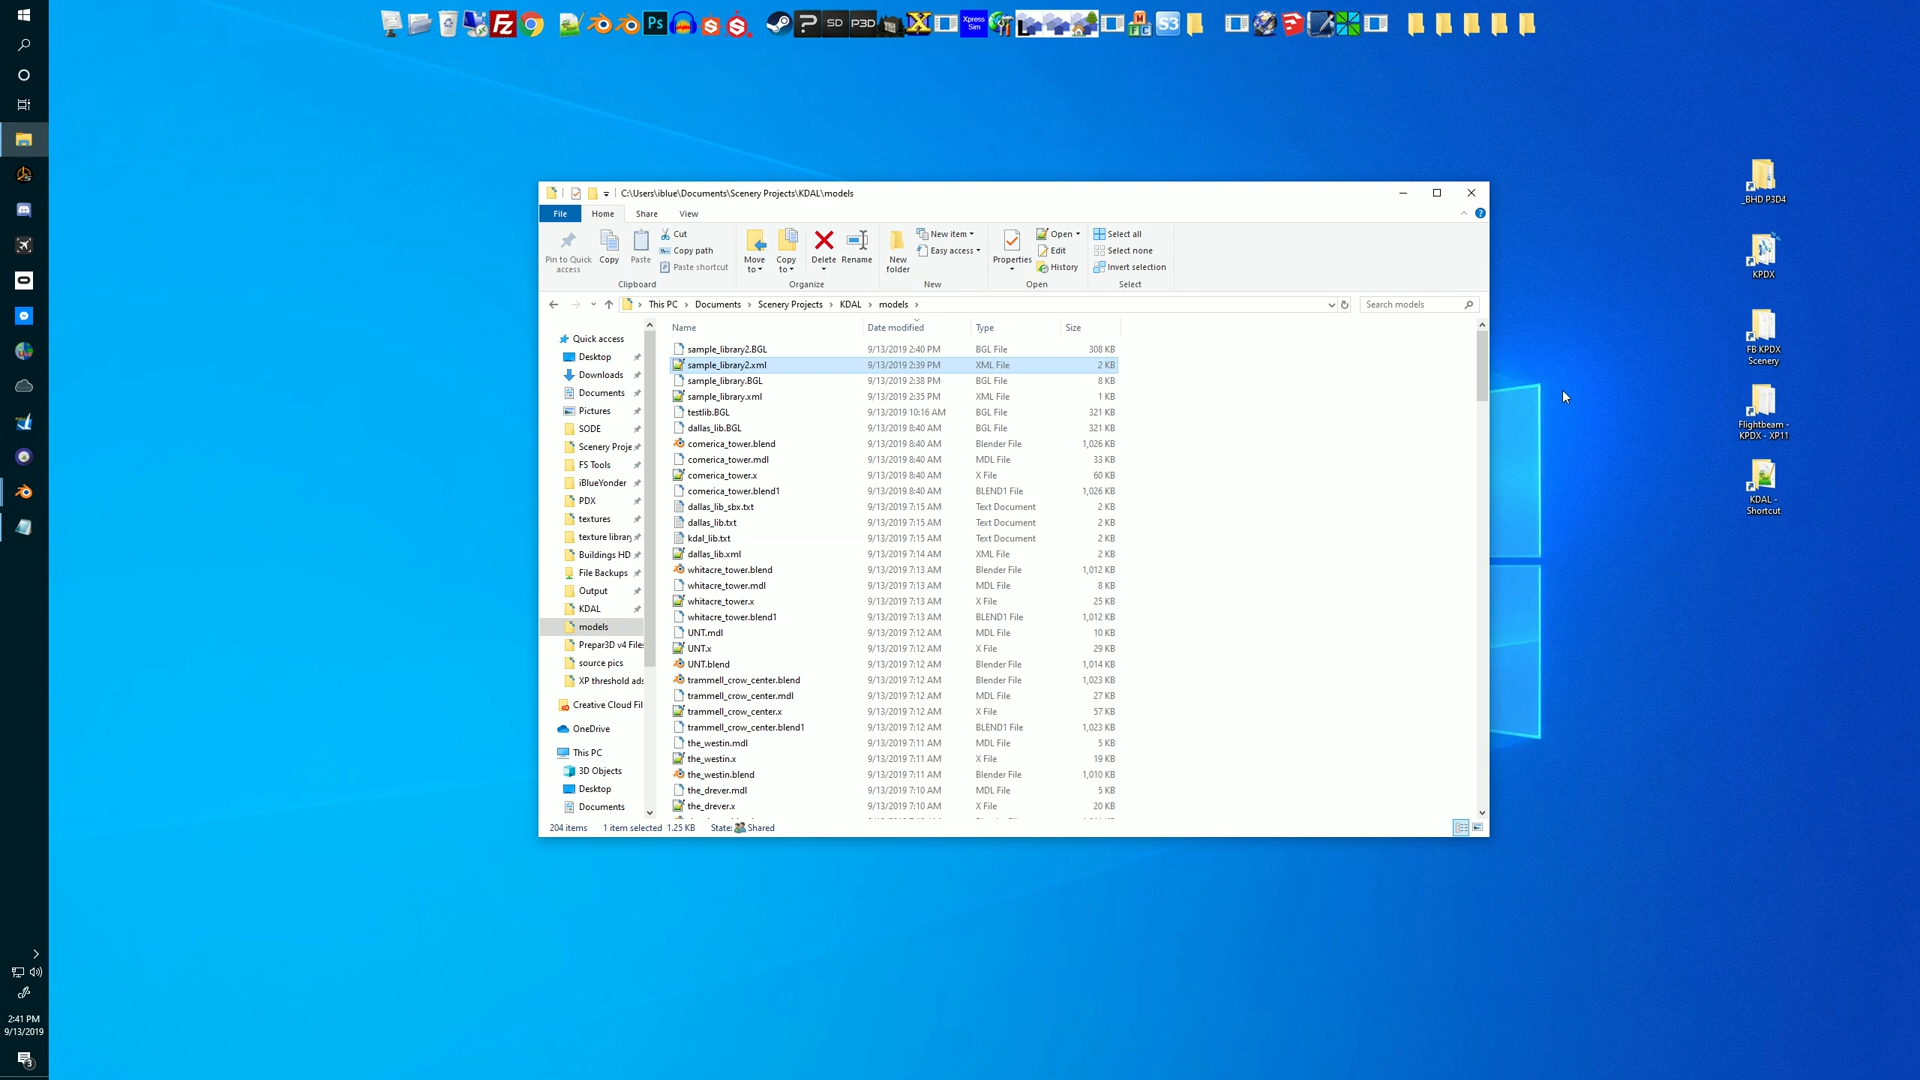 Ps
SD
P3D
Xpress
Sim
S3
C:\Users\iblue\Documents\Scenery Projects\KDAL\models
File Home Share View
Pin to Quick
access
Copy
Paste
Cut
Copy path
Paste shortcut
Clipboard
Move
to
Copy
to
Delete
Rename
Organize
New
folder
New item
Easy access
New
Properties
Open
Edit
History
Open
Select all
Select none
Invert selection
Select
This PC > Documents > Scenery Projects > KDAL > models >
Search models
Name Date modified Type Size
sample_library2.BGL 9/13/2019 2:40 PM BGL File 308 KB
sample_library2.xml 9/13/2019 2:39 PM XML File 2 KB
sample_library.BGL 9/13/2019 2:38 PM BGL File 8 KB
sample_library.xml 9/13/2019 2:35 PM XML File 1 KB
testlib.BGL 9/13/2019 10:16 AM BGL File 321 KB
dallas_lib.BGL 9/13/2019 8:40 AM BGL File 321 KB
comerica_tower.blend 9/13/2019 8:40 AM Blender File 1,026 KB
comerica_tower.mdl 9/13/2019 8:40 AM MDL File 33 KB
comerica_tower.x 9/13/2019 8:40 AM X File 60 KB
comerica_tower.blend1 9/13/2019 8:40 AM BLEND1 File 1,026 KB
dallas_lib_sbx.txt 9/13/2019 7:15 AM Text Document 2 KB
dallas_lib.txt 9/13/2019 7:15 AM Text Document 2 KB
kdal_lib.txt 9/13/2019 7:15 AM Text Document 2 KB
dallas_lib.xml 9/13/2019 7:14 AM XML File 2 KB
whitacre_tower.blend 9/13/2019 7:13 AM Blender File 1,012 KB
whitacre_tower.mdl 9/13/2019 7:13 AM MDL File 8 KB
whitacre_tower.x 9/13/2019 7:13 AM X File 25 KB
whitacre_tower.blend1 9/13/2019 7:13 AM BLEND1 File 1,012 KB
UNT.mdl 9/13/2019 7:12 AM MDL File 10 KB
UNT.x 9/13/2019 7:12 AM X File 29 KB
UNT.blend 9/13/2019 7:12 AM Blender File 1,014 KB
trammell_crow_center.blend 9/13/2019 7:12 AM Blender File 1,023 KB
trammell_crow_center.mdl 9/13/2019 7:12 AM MDL File 27 KB
trammell_crow_center.x 9/13/2019 7:12 AM X File 57 KB
trammell_crow_center.blend1 9/13/2019 7:12 AM BLEND1 File 1,023 KB
the_westin.mdl 9/13/2019 7:11 AM MDL File 5 KB
the_westin.x 9/13/2019 7:11 AM X File 19 KB
the_westin.blend 9/13/2019 7:11 AM Blender File 1,010 KB
the_drever.mdl 9/13/2019 7:10 AM MDL File 5 KB
the_drever.x 9/13/2019 7:10 AM X File 20 KB
Quick access
Desktop
Downloads
Documents
Pictures
SODE
Scenery Proje
FS Tools
iBlueYonder
PDX
textures
texture library
Buildings HD
File Backups
Output
KDAL
models
Prepar3D v4 Files
source pics
XP threshold ads
Creative Cloud Fil
OneDrive
This PC
3D Objects
Desktop
Documents
204 items 1 item selected 1.25 KB State: Shared
_BHD P3D4
KPDX
FB KPDX
Scenery
Flightbeam -
KPDX - XP11
KDAL -
Shortcut
2:41 PM
9/13/2019
3